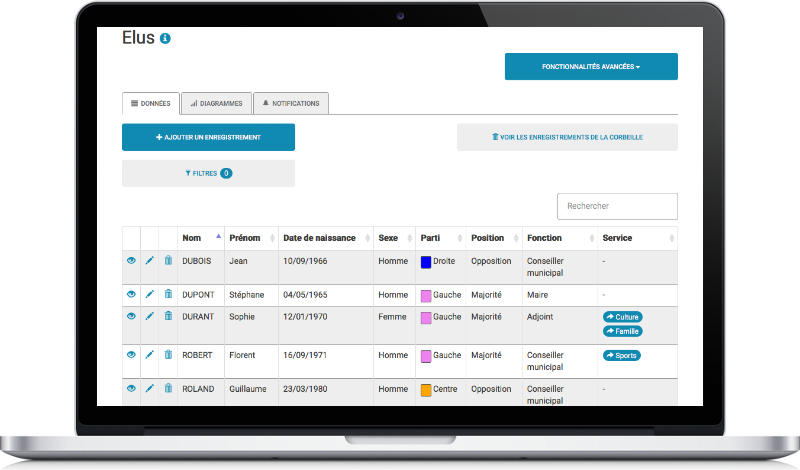 Elus
FONCTIONNALITÉS AVANCÉES
DONNÉES DIAGRAMMES NOTIFICATIONS
AJOUTER UN ENREGISTREMENT VOIR LES ENREGISTREMENTS DE LA CORBEILLE
FILTRES 0
Rechercher
Nom Prénom Date de naissance Sexe Parti Position Fonction Service
DUBOIS Jean 10/09/1966 Homme Droite Opposition Conseiller -
municipal
DUPONT Stéphane 04/05/1965 Homme Gauche Majorité Maire -
DURANT Sophie 12/01/1970 Femme Gauche Majorité Adjoint Culture
Famille
ROBERT Florent 16/09/1971 Homme Gauche Majorité Conseiller Sports
municipal
ROLAND Guillaume 23/03/1980 Homme Centre Opposition Conseiller -
municipal